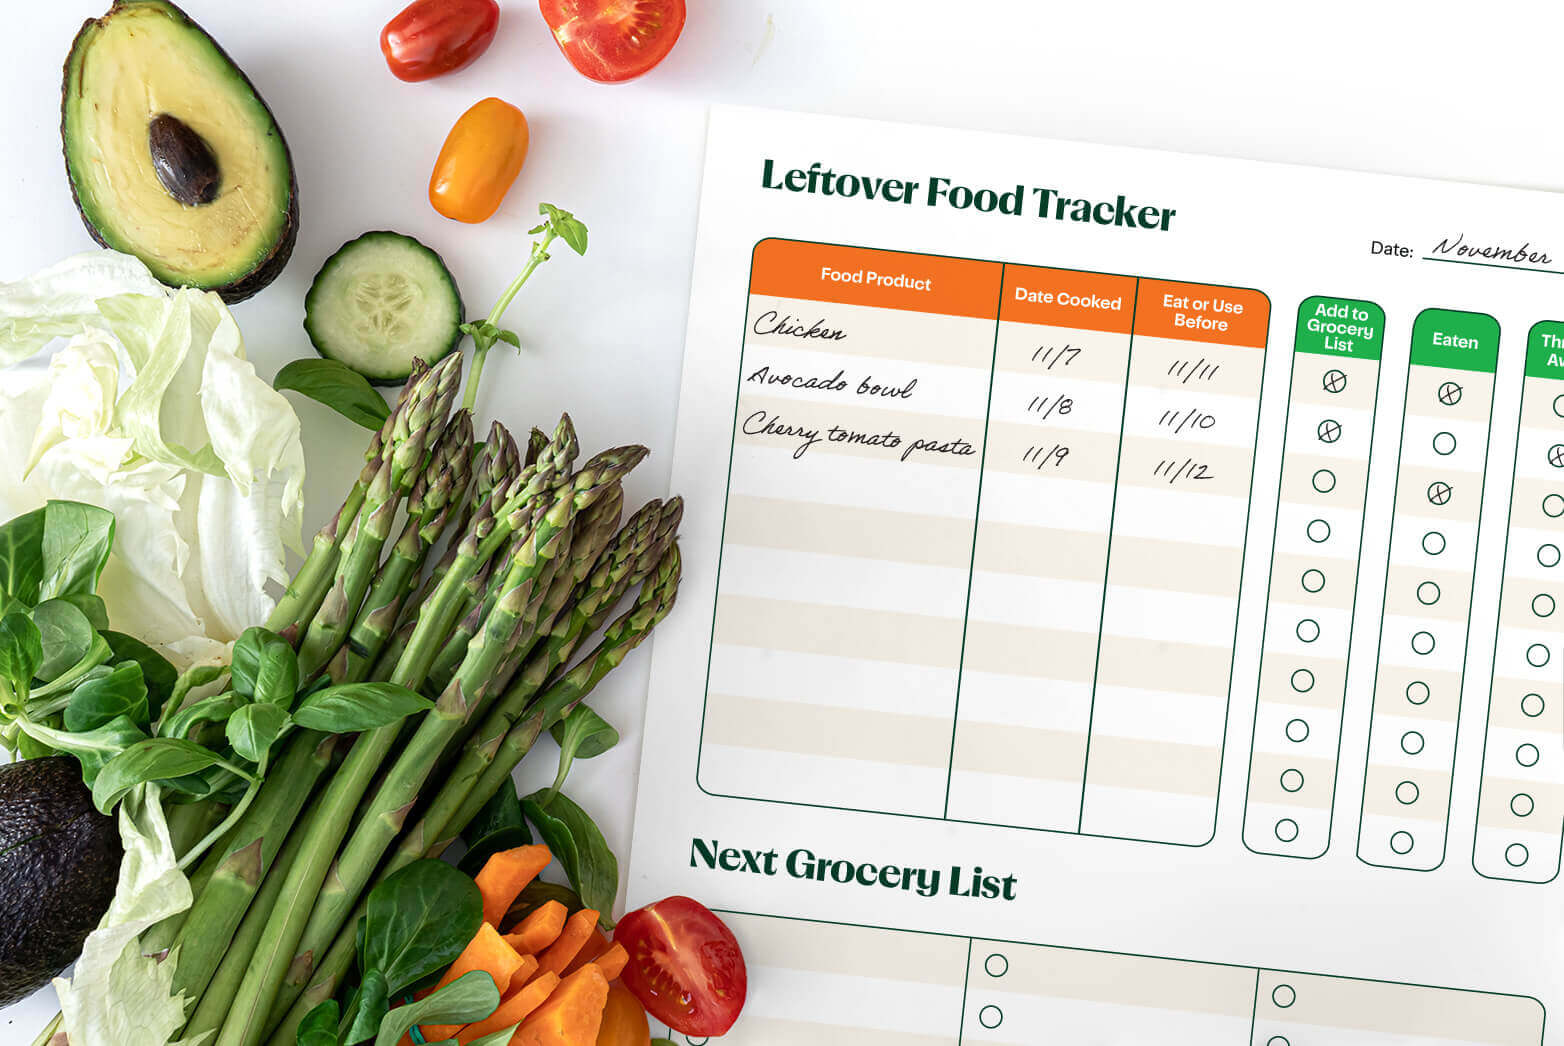 Leftover Food Tracker
Date: November
Food Product
Date Cooked
Eat or Use
Before
Add to
Grocery
List
Eaten
Chicken 11/7 11/11
Avocado bowl 11/8 11/10
Cherry tomato pasta 11/9 11/12
Next Grocery List